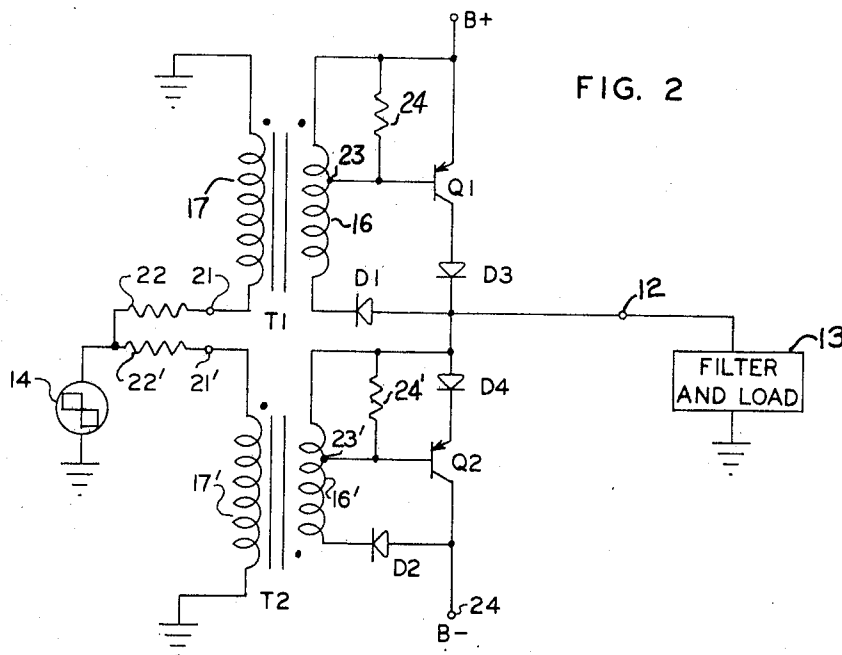 B+
FIG. 2
24
23
Q1
17
16
22
21
D1
D3
12
T1
14
22'
21'
24'
D4
13
FILTER
AND LOAD
23'
Q2
17'
16'
D2
T2
24
B-